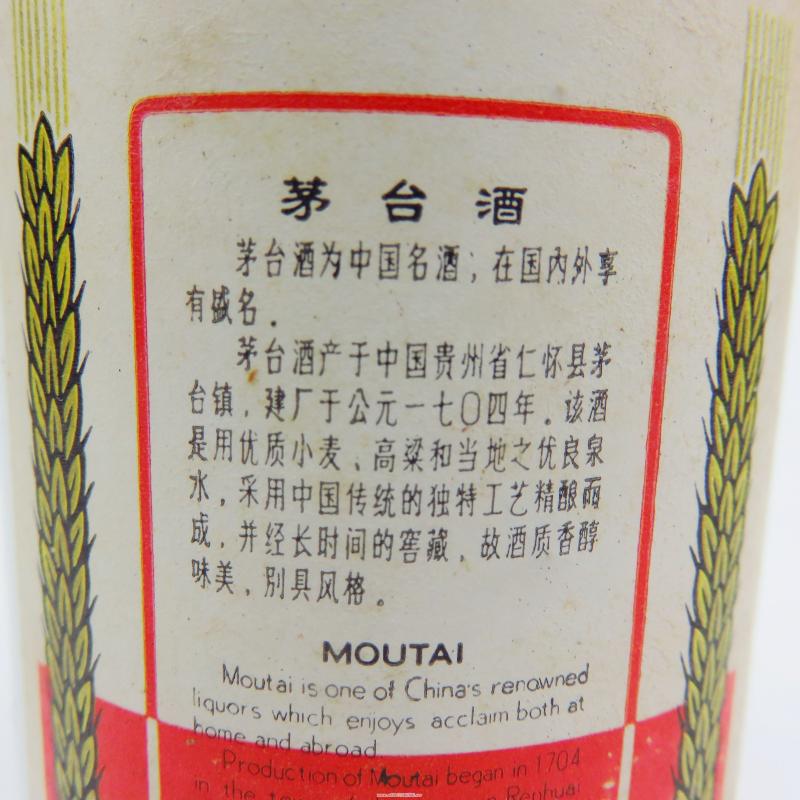 茅台酒
茅台酒为中国名酒；在国内外享
有盛名．
茅台酒产于中国贵州省仁怀县茅
台镇，建厂于公元一七〇四年。该酒
是用优质小麦、高粱和当地之优良泉
水，采用中国传统的独特工艺精酿而
成，并经长时间的窖藏，故酒质香醇
味美，别具风格。
MOUTAI
Moutai is one of China's renowned
liquors which enjoys acclaim both at
home and abroad
Production of Moutai began in 1704
in the Renhuai